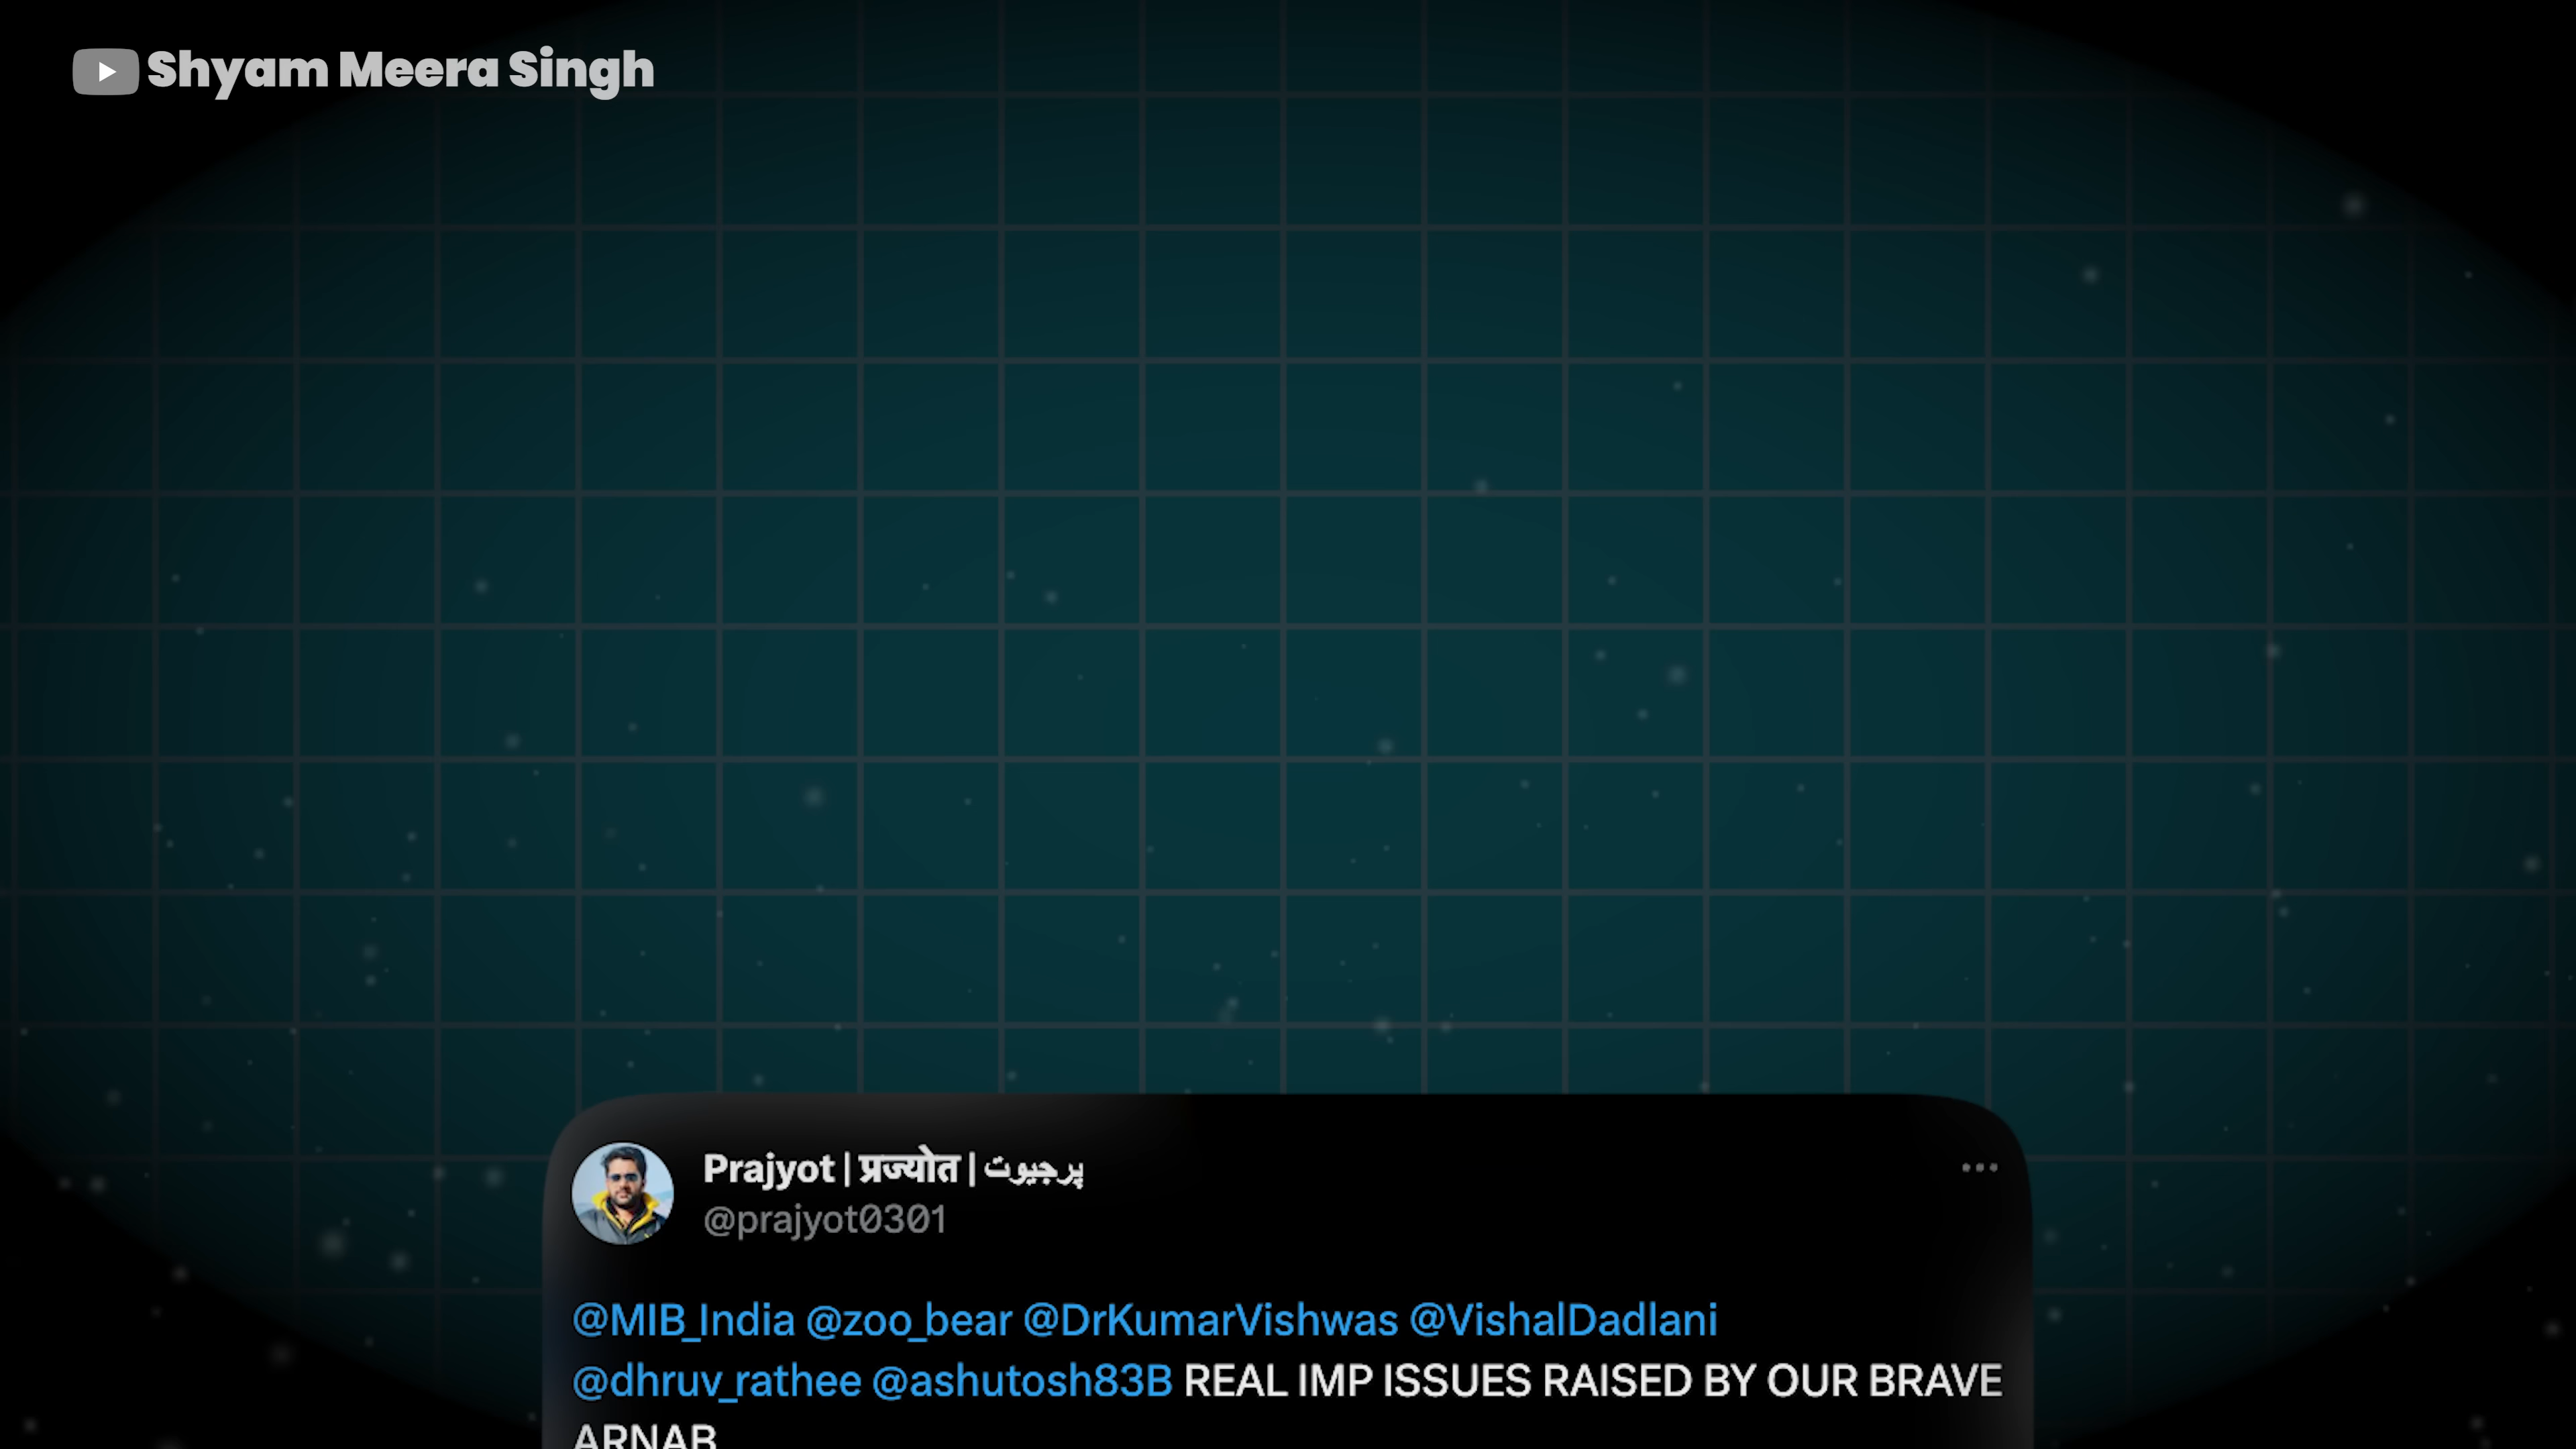 Shyam Meera Singh
Prajyot | प्रज्योत | پرجیوت
@prajyot0301
@MIB_India @zoo_bear @DrKumarVishwas @VishalDadlani
@dhruv_rathee @ashutosh83B REAL IMP ISSUES RAISED BY OUR BRAVE
ARNAB